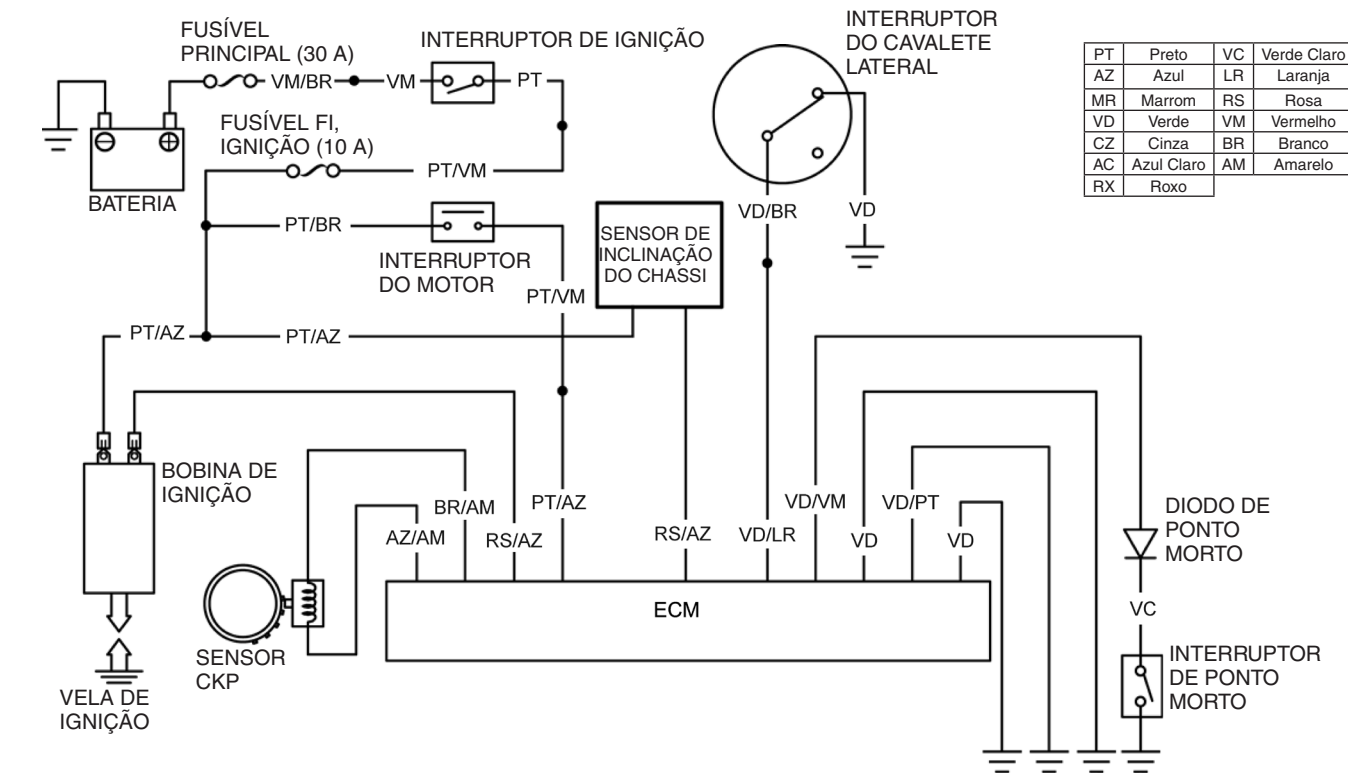 FUSÍVEL
PRINCIPAL (30 A)
INTERRUPTOR DE IGNIÇÃO
INTERRUPTOR
DO CAVALETE
LATERAL
PT Preto VC Verde Claro
AZ Azul LR Laranja
MR Marrom RS Rosa
VD Verde VM Vermelho
CZ Cinza BR Branco
AC Azul Claro AM Amarelo
RX Roxo
VM/BR
VM
PT
FUSÍVEL FI,
IGNIÇÃO (10 A)
PT/VM
BATERIA
PT/BR
INTERRUPTOR
DO MOTOR
PT/VM
SENSOR DE
INCLINAÇÃO
DO CHASSI
VD/BR
VD
PT/AZ
PT/AZ
BOBINA DE
IGNIÇÃO
AZ/AM
BR/AM
RS/AZ
PT/AZ
RS/AZ
VD/LR
VD/VM
VD
VD/PT
VD
DIODO DE
PONTO
MORTO
VC
ECM
SENSOR
CKP
INTERRUPTOR
DE PONTO
MORTO
VELA DE
IGNIÇÃO